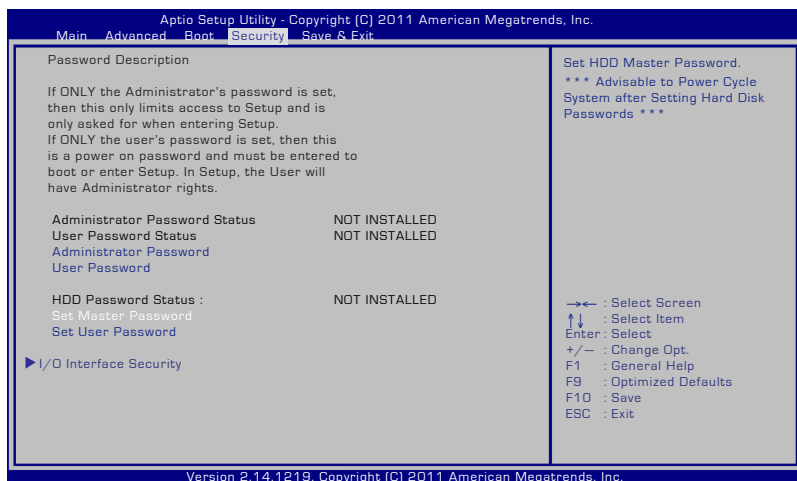 Aptio Setup Utility - Copyright (C) 2011 American Megatrends, Inc.
Main Advanced Boot Security Save & Exit
Password Description
If ONLY the Administrator's password is set,
then this only limits access to Setup and is
only asked for when entering Setup.
If ONLY the user's password is set, then this
is a power on password and must be entered to
boot or enter Setup. In Setup, the User will
have Administrator rights.
Administrator Password Status NOT INSTALLED
User Password Status NOT INSTALLED
Administrator Password
User Password
HDD Password Status : NOT INSTALLED
Set Master Password
Set User Password
I/O Interface Security
Set HDD Master Password.
*** Advisable to Power Cycle
System after Setting Hard Disk
Passwords ***
→← : Select Screen
↑↓ : Select Item
Enter : Select
+/— : Change Opt.
F1 : General Help
F9 : Optimized Defaults
F10 : Save
ESC : Exit
Version 2.14.1219. Copyright (C) 2011 American Megatrends, Inc.